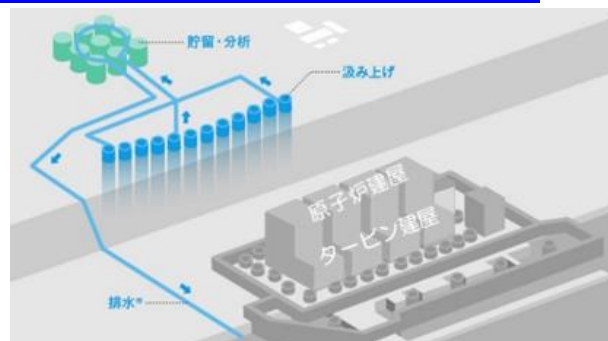 貯留・分析
汲み上げ
原子炉建屋
タービン建屋
排水※